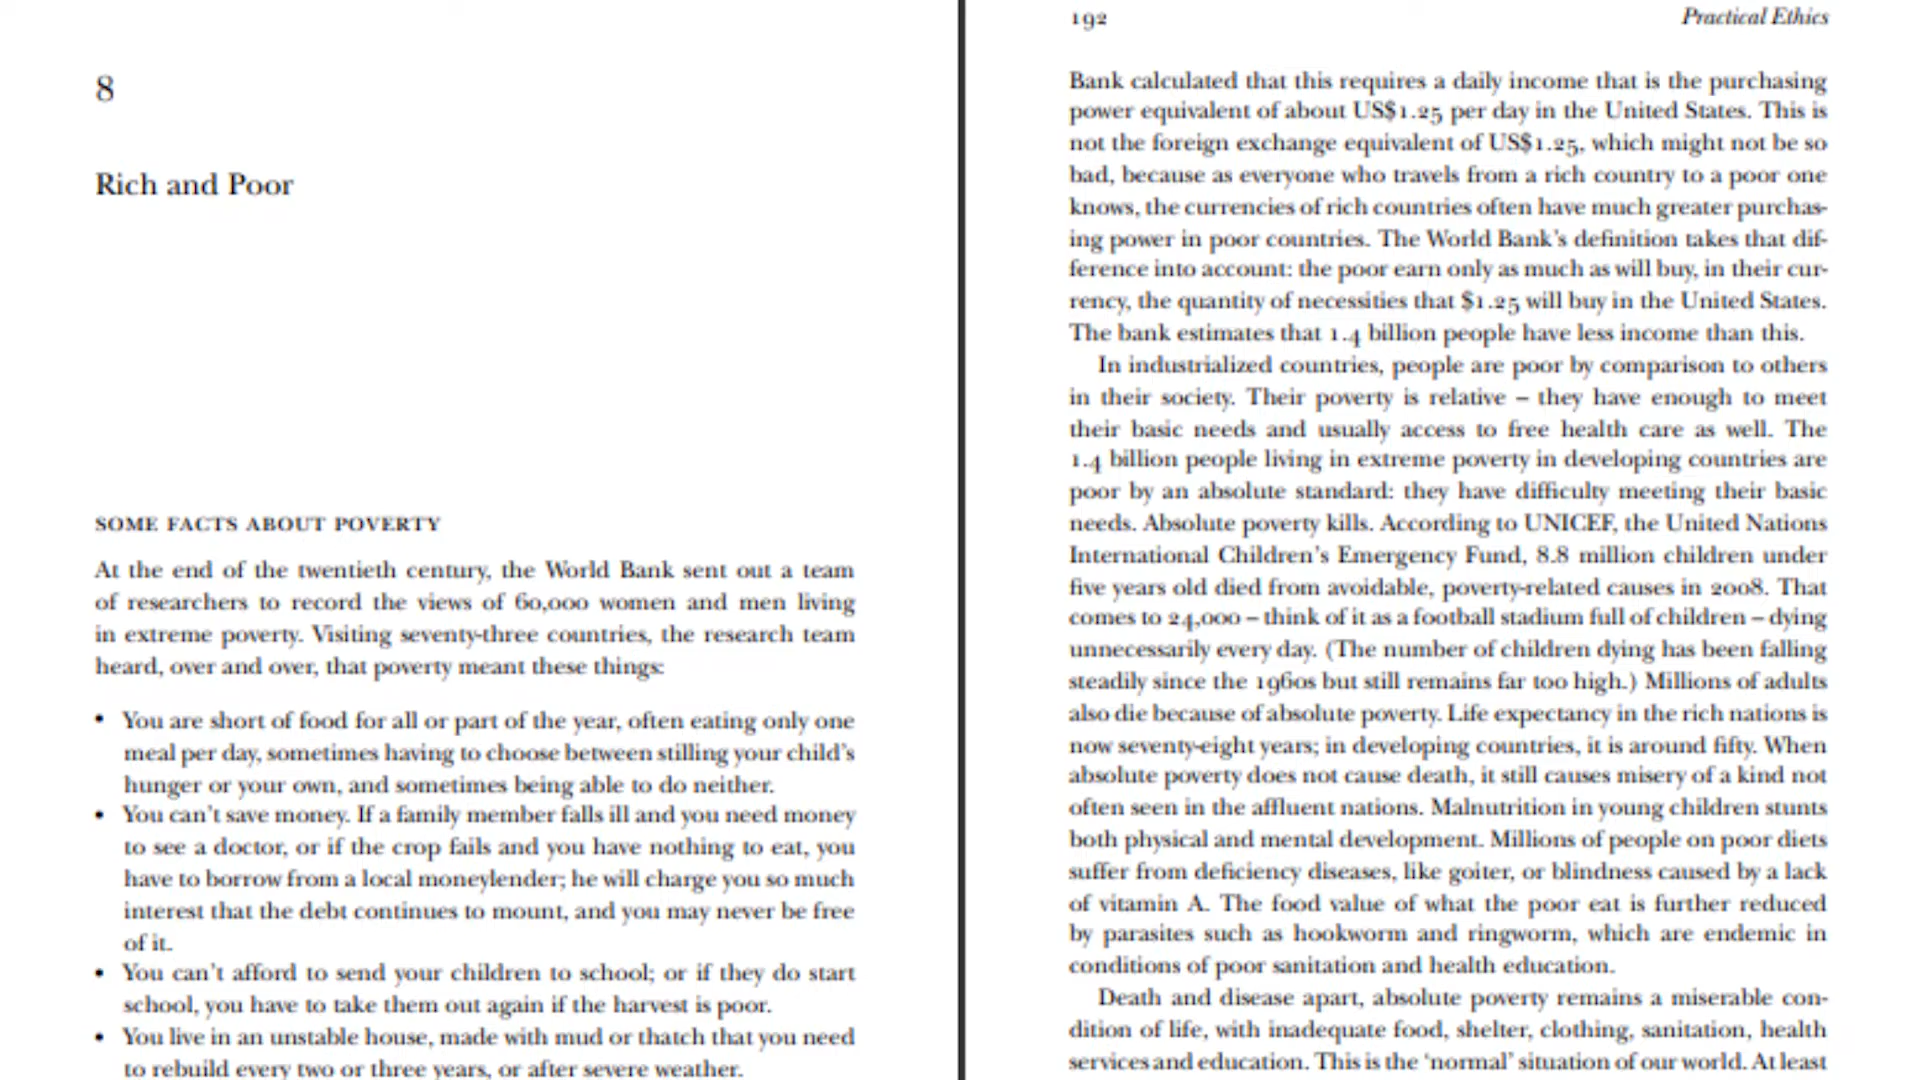 8
Rich and Poor
SOME FACTS ABOUT POVERTY
At the end of the twentieth century, the World Bank sent out a team
of researchers to record the views of 60,000 women and men living
in extreme poverty. Visiting seventy-three countries, the research team
heard, over and over, that poverty meant these things:
• You are short of food for all or part of the year, often eating only one
meal per day, sometimes having to choose between stilling your child's
hunger or your own, and sometimes being able to do neither.
• You can't save money. If a family member falls ill and you need money
to see a doctor, or if the crop fails and you have nothing to eat, you
have to borrow from a local moneylender; he will charge you so much
interest that the debt continues to mount, and you may never be free
of it.
• You can't afford to send your children to school; or if they do start
school, you have to take them out again if the harvest is poor.
• You live in an unstable house, made with mud or thatch that you need
to rebuild every two or three years, or after severe weather.
192 Practical Ethics
Bank calculated that this requires a daily income that is the purchasing
power equivalent of about US$1.25 per day in the United States. This is
not the foreign exchange equivalent of US$1.25, which might not be so
bad, because as everyone who travels from a rich country to a poor one
knows, the currencies of rich countries often have much greater purchas-
ing power in poor countries. The World Bank's definition takes that dif-
ference into account: the poor earn only as much as will buy, in their cur-
rency, the quantity of necessities that $1.25 will buy in the United States.
The bank estimates that 1.4 billion people have less income than this.
In industrialized countries, people are poor by comparison to others
in their society. Their poverty is relative – they have enough to meet
their basic needs and usually access to free health care as well. The
1.4 billion people living in extreme poverty in developing countries are
poor by an absolute standard: they have difficulty meeting their basic
needs. Absolute poverty kills. According to UNICEF, the United Nations
International Children's Emergency Fund, 8.8 million children under
five years old died from avoidable, poverty-related causes in 2008. That
comes to 24,000 – think of it as a football stadium full of children – dying
unnecessarily every day. (The number of children dying has been falling
steadily since the 1960s but still remains far too high.) Millions of adults
also die because of absolute poverty. Life expectancy in the rich nations is
now seventy-eight years; in developing countries, it is around fifty. When
absolute poverty does not cause death, it still causes misery of a kind not
often seen in the affluent nations. Malnutrition in young children stunts
both physical and mental development. Millions of people on poor diets
suffer from deficiency diseases, like goiter, or blindness caused by a lack
of vitamin A. The food value of what the poor eat is further reduced
by parasites such as hookworm and ringworm, which are endemic in
conditions of poor sanitation and health education.
Death and disease apart, absolute poverty remains a miserable con-
dition of life, with inadequate food, shelter, clothing, sanitation, health
services and education. This is the 'normal' situation of our world. At least